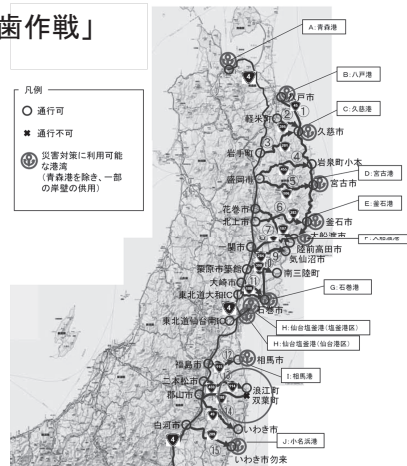 歯作戦」
凡例
通行可
通行不可
災害対策に利用可能
な港湾
(青森港を除き、一部
の岸壁の供用)
A:青森港
B:八戸港
C:久慈港
D:宮古港
E:釜石港
G:石巻港
H:仙台塩釜港(塩釜港区)
H:仙台塩釜港(仙台港区)
I:相馬港
J:小名浜港
4
八戸市
①
軽米町
久慈市
岩手町
岩泉町小本
盛岡市
宮古市
花巻市
北上市
釜石市
大船渡市
一関市
陸前高田市
気仙沼市
栗原市築館
南三陸町
大崎市
東北道大和IC
石巻市
4
東北道仙台南IC
福島市
相馬市
二本松市
浪江町
双葉町
郡山市
白河市
いわき市
4
いわき市勿来